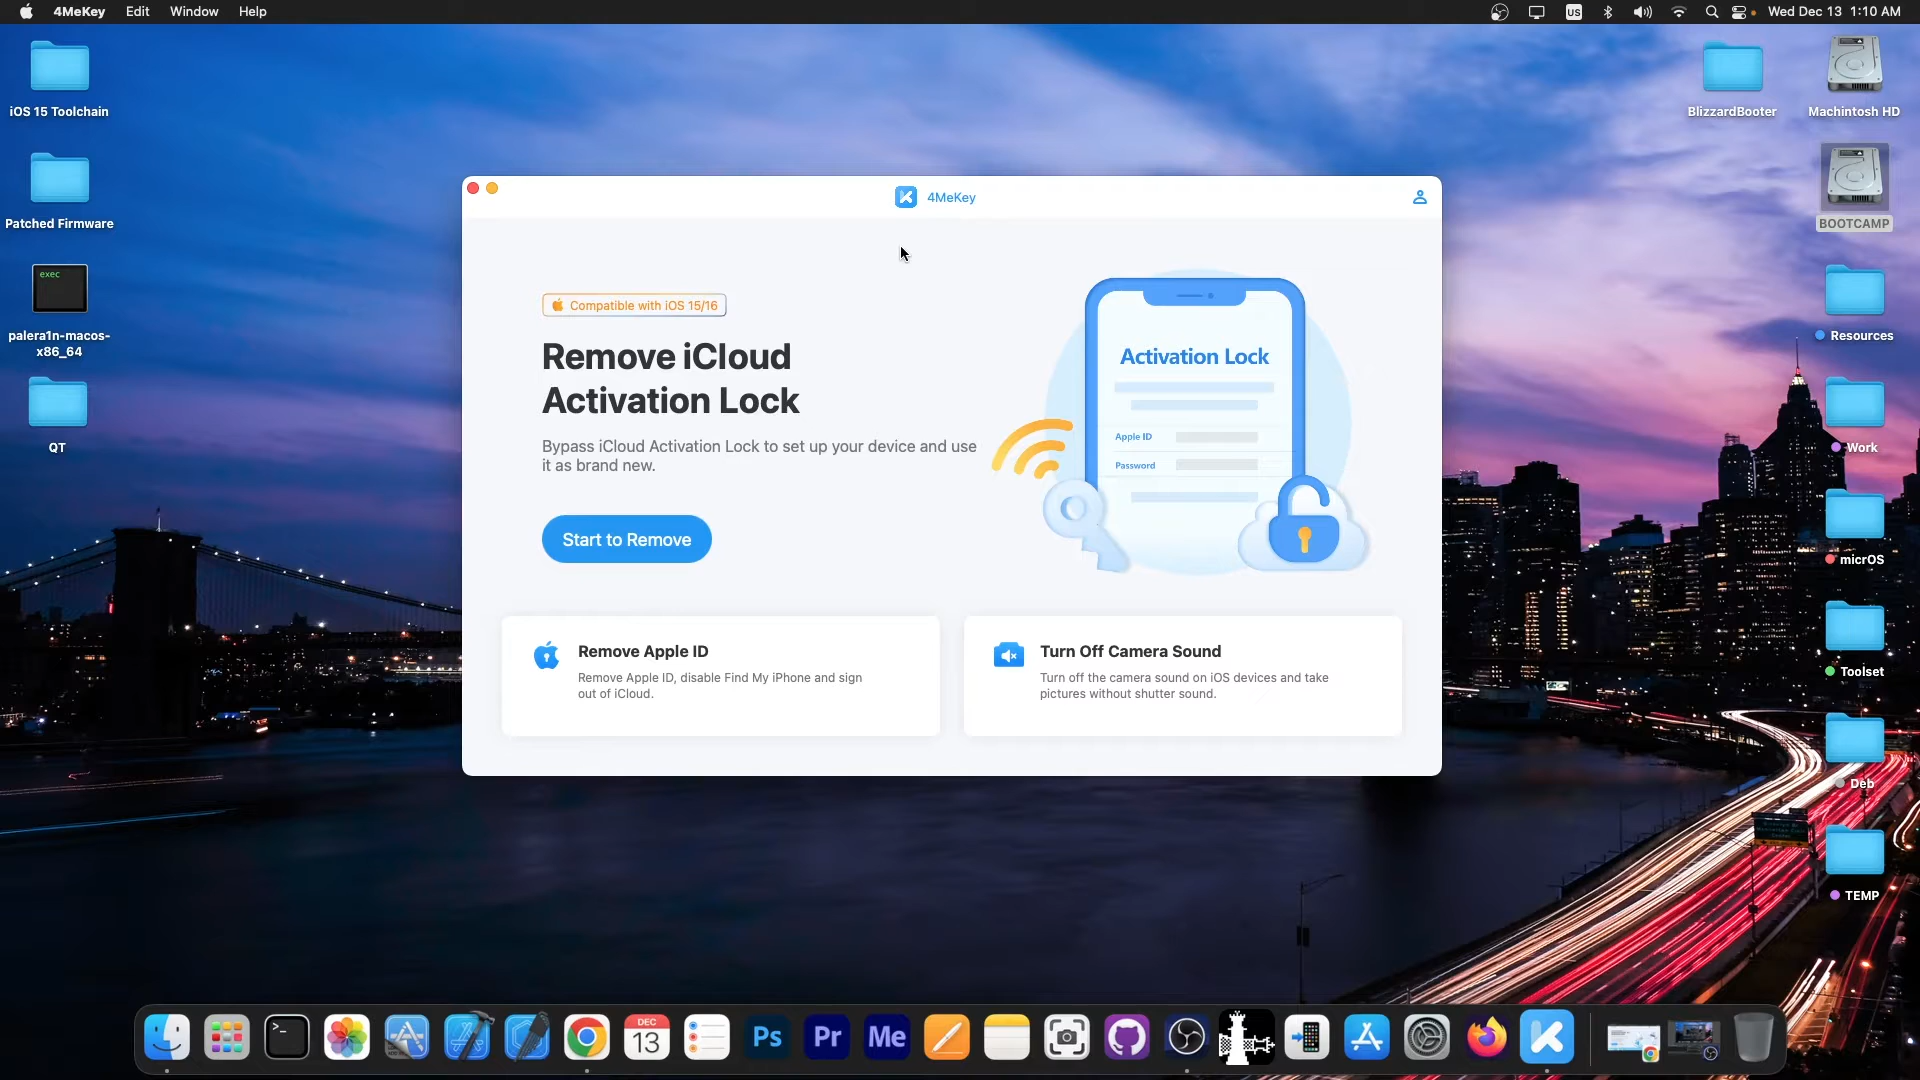 4MeKey Edit Window Help
US
Wed Dec 13 1:10 AM
iOS 15 Toolchain
Patched Firmware
exec
palera1n-macos-
x86_64
QT
BlizzardBooter
Machintosh HD
BOOTCAMP
Resources
Work
micrOS
Toolset
Deb
TEMP
4MeKey
Compatible with iOS 15/16
Remove iCloud
Activation Lock
Bypass iCloud Activation Lock to set up your device and use
it as brand new.
Start to Remove
Activation Lock
Apple ID
Password
Remove Apple ID
Remove Apple ID, disable Find My iPhone and sign
out of iCloud.
Turn Off Camera Sound
Turn off the camera sound on iOS devices and take
pictures without shutter sound.
>_
DEC
13
Ps
Pr
Me